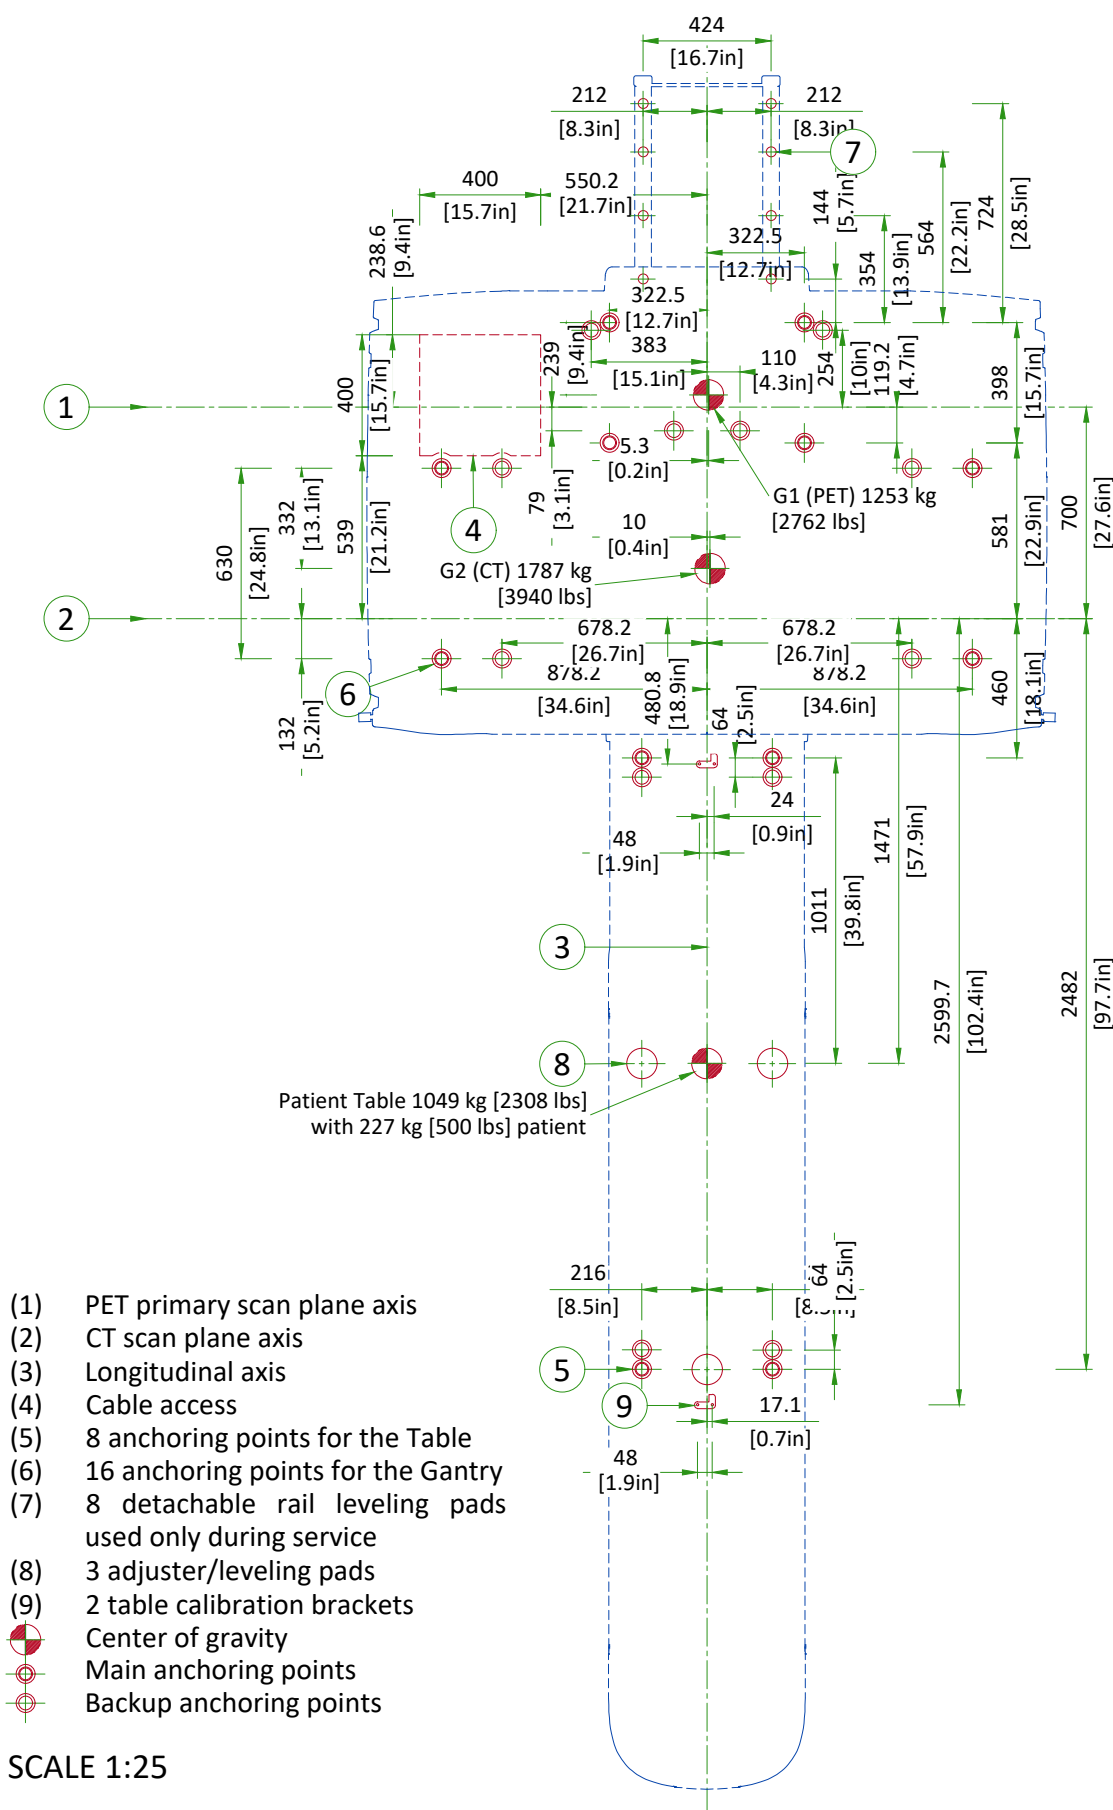 424
[16.7in]
212
[8.3in]
212
[8.3in]
7
400
[15.7in]
550.2
[21.7in]
144
[5.7in]
564
[22.2in]
724
[28.5in]
238.6
[9.4in]
322.5
[12.7in]
354
[13.9in]
322.5
[12.7in]
383
[15.1in]
239
[9.4in]
110
[4.3in]
254
[10in]
119.2
[4.7in]
398
[15.7in]
400
[15.7in]
1
5.3
[0.2in]
79
[3.1in]
G1 (PET) 1253 kg
[2762 lbs]
4
332
[13.1in]
539
[21.2in]
630
[24.8in]
10
[0.4in]
G2 (CT) 1787 kg
[3940 lbs]
581
[22.9in]
700
[27.6in]
2
678.2
[26.7in]
678.2
[26.7in]
6
878.2
[34.6in]
878.2
[34.6in]
480.8
[18.9in]
64
[2.5in]
460
[18.1in]
132
[5.2in]
24
[0.9in]
48
[1.9in]
1471
[57.9in]
1011
[39.8in]
3
2599.7
[102.4in]
2482
[97.7in]
8
Patient Table 1049 kg [2308 lbs]
with 227 kg [500 lbs] patient
216
[8.5in]
64
[2.5in]
5
9
17.1
[0.7in]
48
[1.9in]
(1) PET primary scan plane axis
(2) CT scan plane axis
(3) Longitudinal axis
(4) Cable access
(5) 8 anchoring points for the Table
(6) 16 anchoring points for the Gantry
(7) 8 detachable rail leveling pads
used only during service
(8) 3 adjuster/leveling pads
(9) 2 table calibration brackets
Center of gravity
Main anchoring points
Backup anchoring points
SCALE 1:25